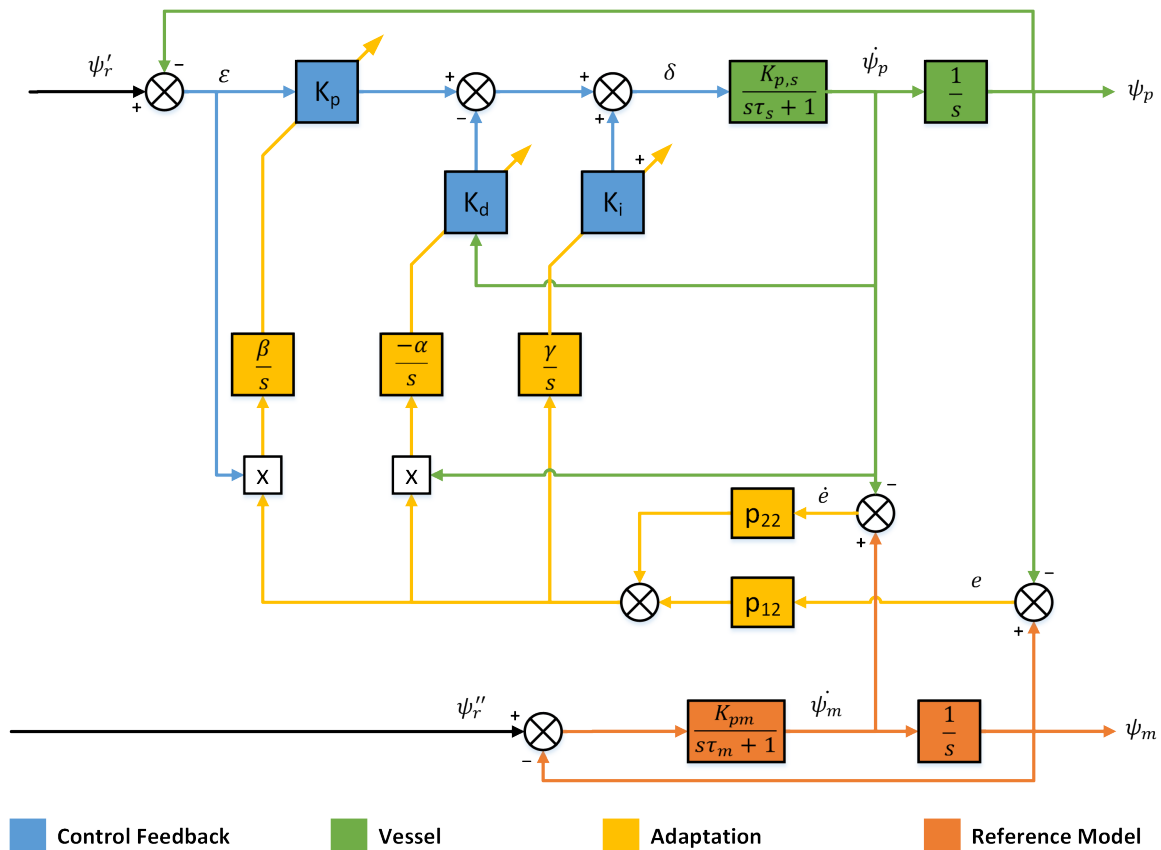 ψ′r
−
+
ε
Kp
+
−
+
+
δ
Kp,s
sτs + 1
ψ̇p
1
s
ψp
Kd
+
Ki
β
s
−α
s
γ
s
x
x
−
+
ė
p22
p12
e
−
+
ψ″r
+
−
Kpm
sτm + 1
ψ̇m
1
s
ψm
Control Feedback
Vessel
Adaptation
Reference Model